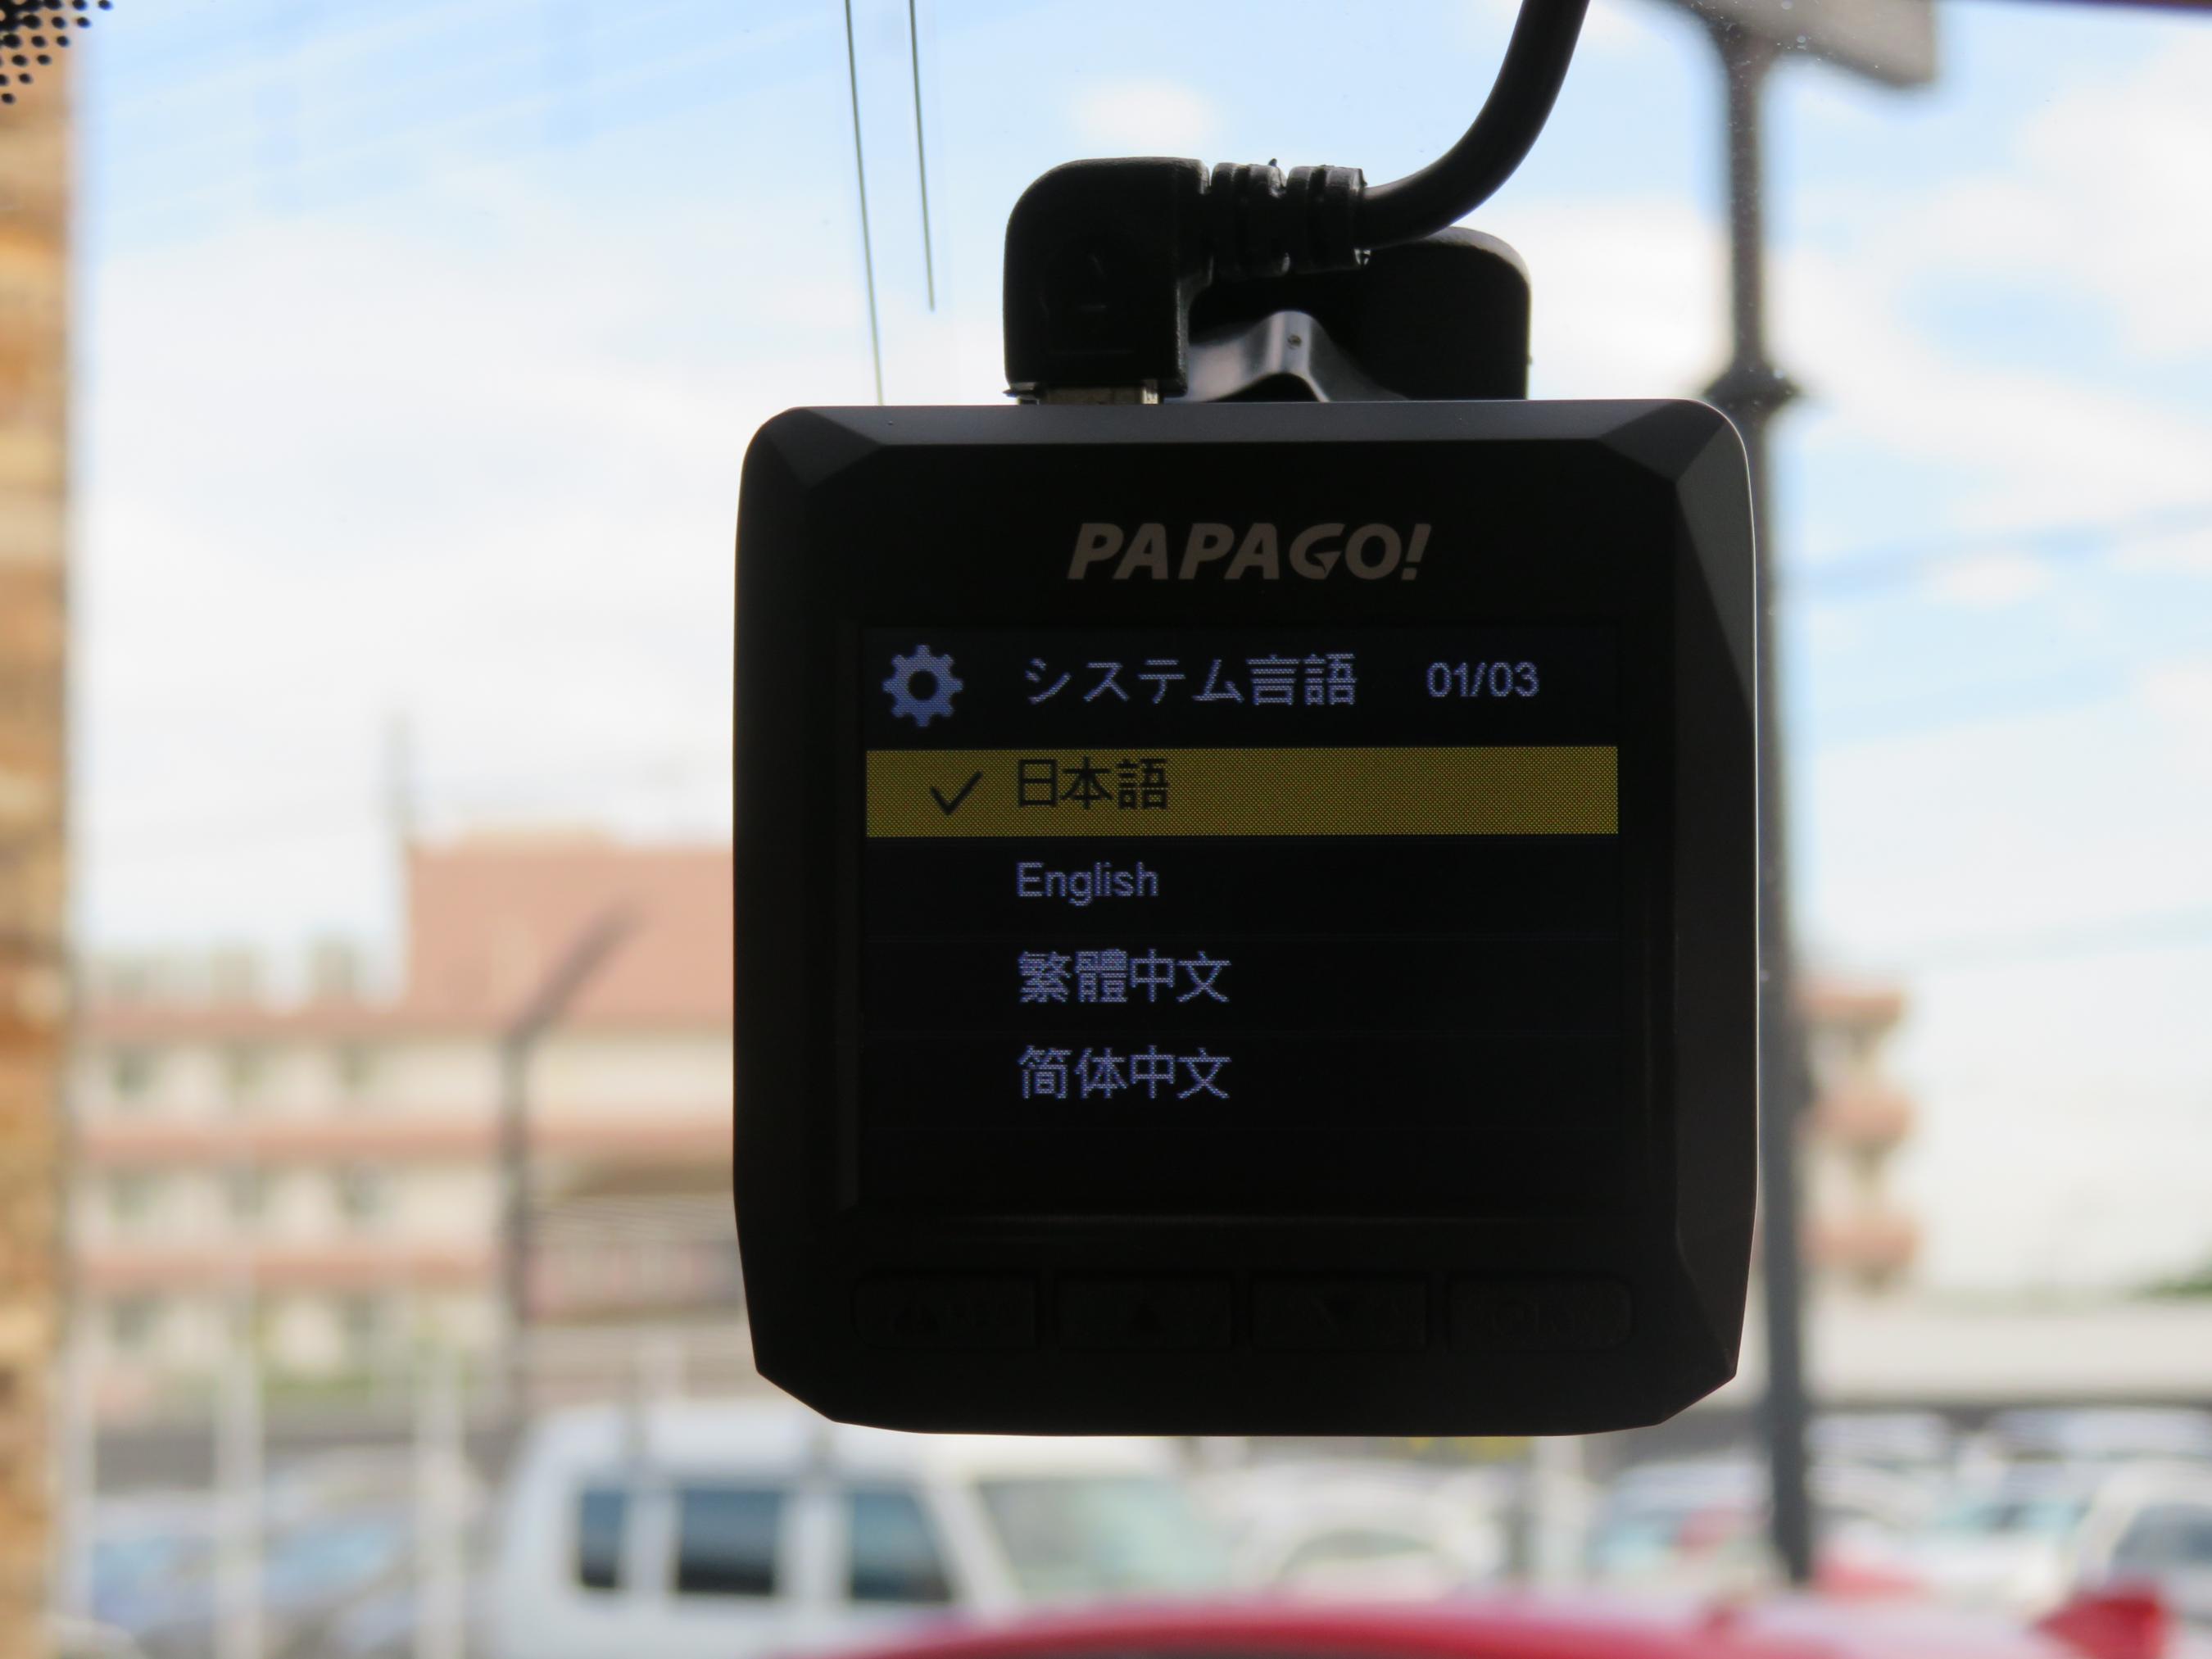 PAPAGO!
システム言語 01/03
日本語
English
繁體中文
简体中文